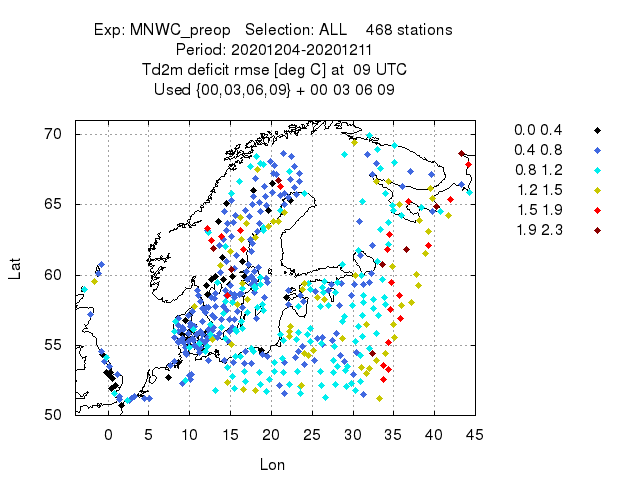 Exp: MNWC_preop   Selection: ALL    468 stations
Period: 20201204-20201211
Td2m deficit rmse [deg C] at  09 UTC
Used {00,03,06,09} + 00 03 06 09
0.0 0.4
0.4 0.8
0.8 1.2
1.2 1.5
1.5 1.9
1.9 2.3
70
65
60
55
50
Lat
0 5 10 15 20 25 30 35 40 45
Lon